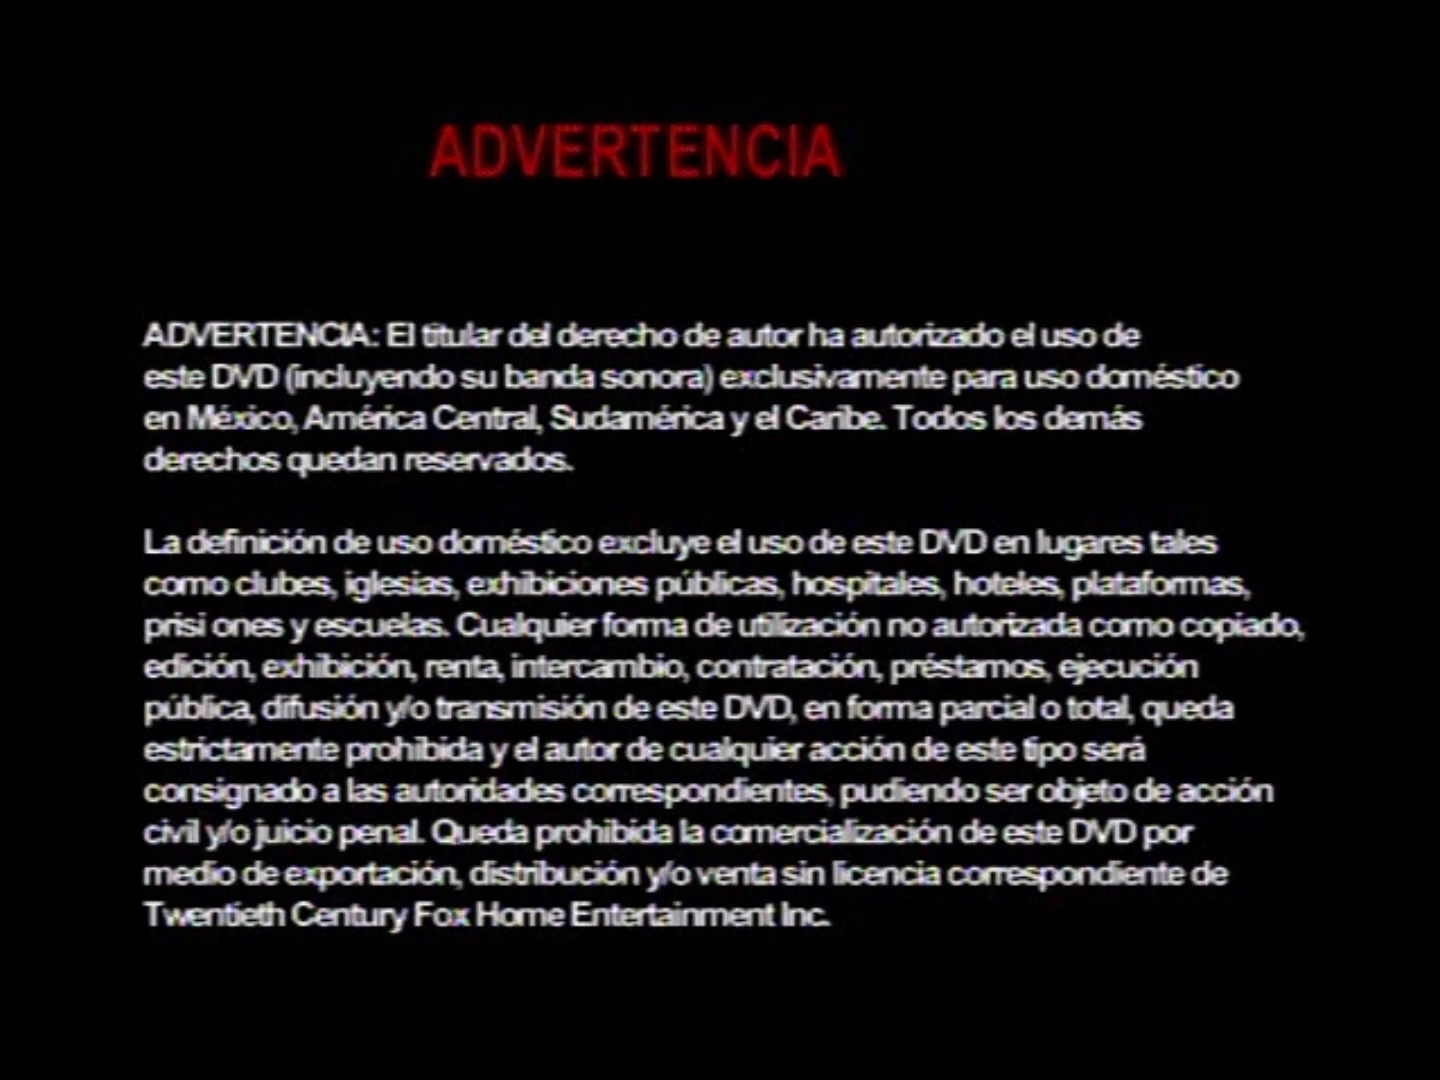 ADVERTENCIA
ADVERTENCIA: El titular del derecho de autor ha autorizado el uso de
este DVD (incluyendo su banda sonora) exclusivamente para uso doméstico
en México, América Central, Sudamérica y el Caribe. Todos los demás
derechos quedan reservados.
La definición de uso doméstico excluye el uso de este DVD en lugares tales
como clubes, iglesias, exhibiciones públicas, hospitales, hoteles, plataformas,
prisi ones y escuelas. Cualquier forma de utilización no autorizada como copiado,
edición, exhibición, renta, intercambio, contratación, préstamos, ejecución
pública, difusión y/o transmisión de este DVD, en forma parcial o total, queda
estrictamente prohibida y el autor de cualquier acción de este tipo será
consignado a las autoridades correspondientes, pudiendo ser objeto de acción
civil y/o juicio penal. Queda prohibida la comercialización de este DVD por
medio de exportación, distribución y/o venta sin licencia correspondiente de
Twentieth Century Fox Home Entertainment Inc.